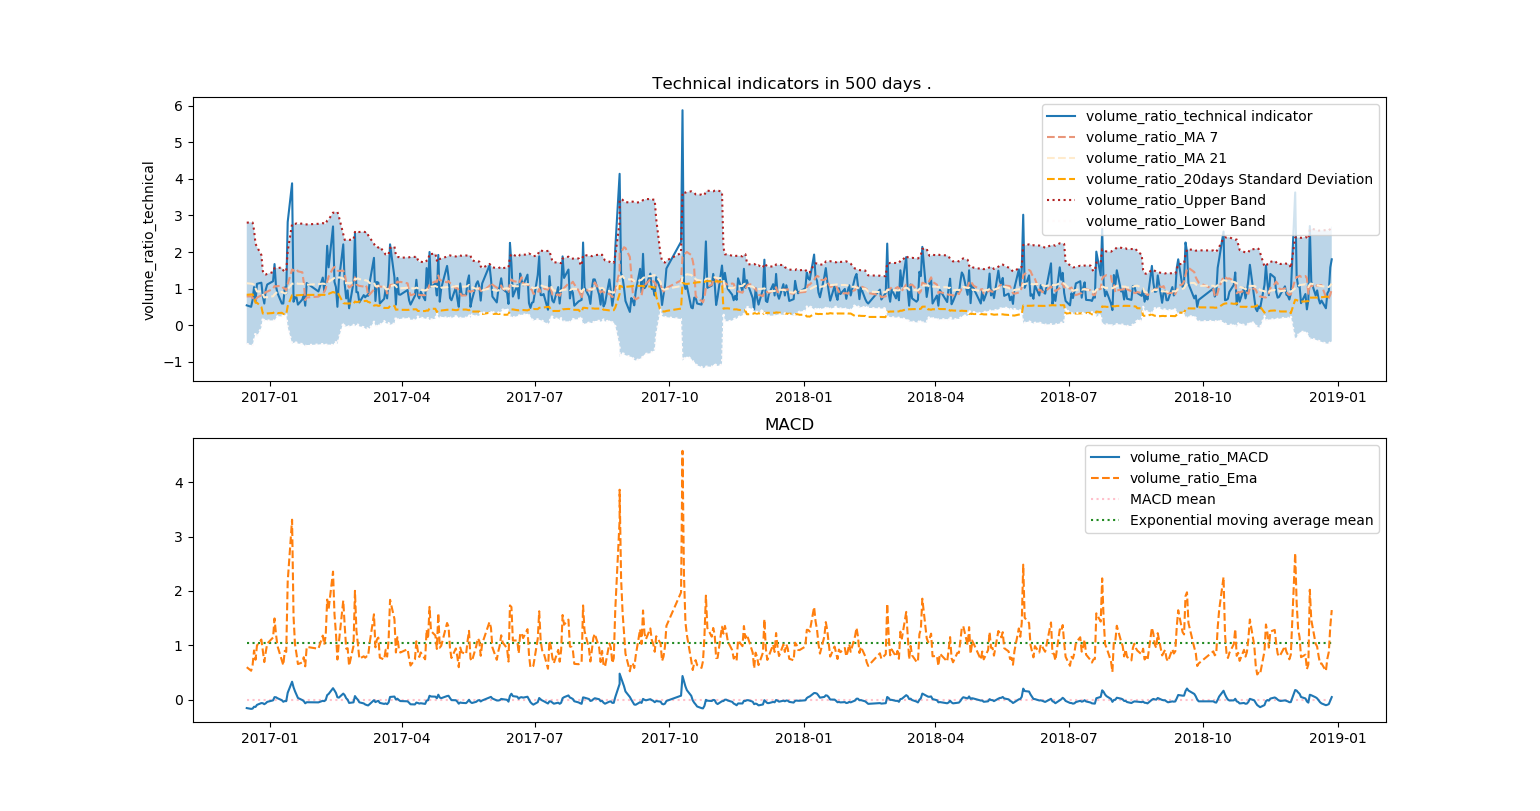 Technical indicators in 500 days .
volume_ratio_technical
6
5
4
3
2
1
0
−1
volume_ratio_technical indicator
volume_ratio_MA 7
volume_ratio_MA 21
volume_ratio_20days Standard Deviation
volume_ratio_Upper Band
volume_ratio_Lower Band
2017-01 2017-04 2017-07 2017-10 2018-01 2018-04 2018-07 2018-10 2019-01
MACD
4
3
2
1
0
volume_ratio_MACD
volume_ratio_Ema
MACD mean
Exponential moving average mean
2017-01 2017-04 2017-07 2017-10 2018-01 2018-04 2018-07 2018-10 2019-01